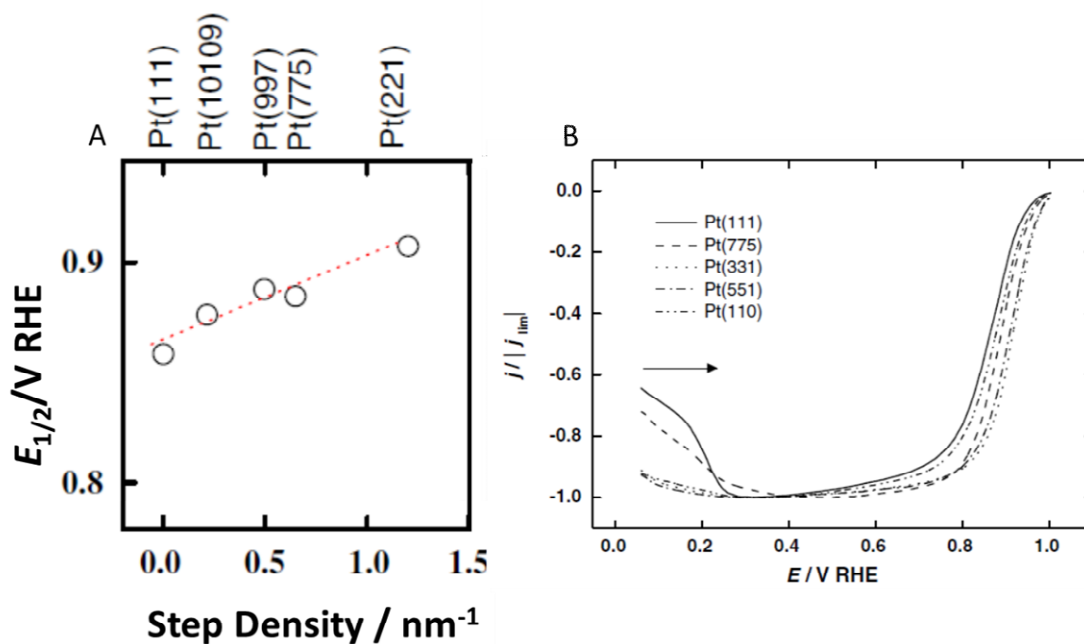 A
Pt(111)
Pt(10109)
Pt(997)
Pt(775)
Pt(221)
0.9
0.8
E1/2/V RHE
0.0
0.5
1.0
1.5
Step Density / nm-1
B
Pt(111)
Pt(775)
Pt(331)
Pt(551)
Pt(110)
0.0
-0.2
-0.4
-0.6
-0.8
-1.0
j / | j lim|
0.0
0.2
0.4
0.6
0.8
1.0
E / V RHE